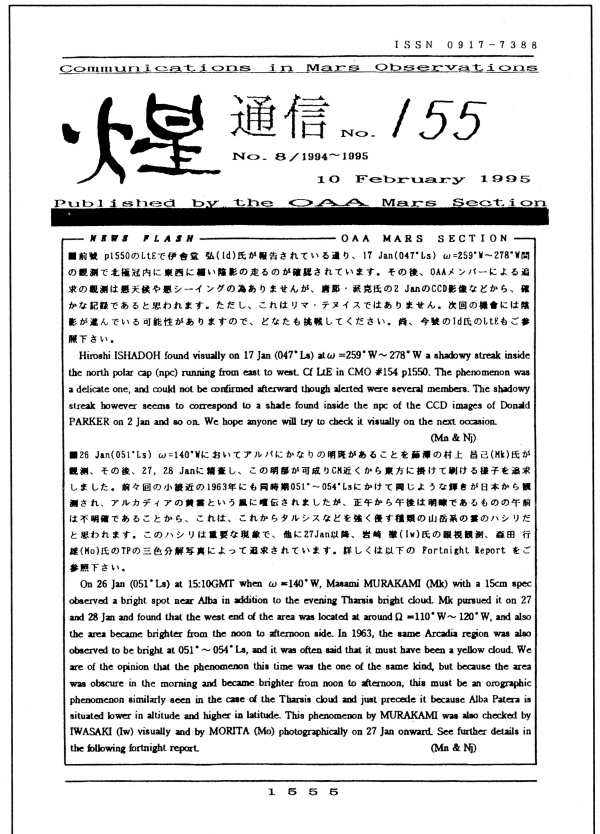 ISSN 0917-7388
Communications in Mars Observations
火星
通信 No. 155
No. 8/1994~1995
10 February 1995
Published by the OAA Mars Section
NEWS FLASH OAA MARS SECTION
■前號 p1550のLtEで伊舍堂 弘(Id)氏が報告されている通り、17 Jan(047°Ls) ω=259°W~278°W間
の観測で北極冠内に東西に細い陰影の走るのが確認されています。その後、OAAメンバーによる追
求の観測は悪天候や悪シーイングの為ありませんが、唐那・派克氏の2 JanのCCD影像などから、確
かな記録であると思われます。ただし、これはリマ・テヌイスではありません。次回の機會には陰
影が進んでいる可能性がありますので、どなたも挑戦してください。尚、今號のId氏のLtEもご参
照下さい。
Hiroshi ISHADOH found visually on 17 Jan (047°Ls) at ω=259°W~278°W a shadowy streak inside
the north polar cap (npc) running from east to west. Cf LtE in CMO #154 p1550. The phenomenon was
a delicate one, and could not be confirmed afterward though alerted were several members. The shadowy
streak however seems to correspond to a shade found inside the npc of the CCD images of Donald
PARKER on 2 Jan and so on. We hope anyone will try to check it visually on the next occasion.
(Mn & Nj)
■26 Jan(051°Ls) ω=140°Wにおいてアルバにかなりの明斑があることを藤澤の村上 昌己(Mk)氏が
観測、その後、27, 28 Janに精査し、この明部が可成りCM近くから東方に掛けて刷ける様子を追求
しました。前々回の小接近の1963年にも同時期051°~054°Lsにかけて同じような輝きが日本から観
測され、アルカディアの黄雲という風に喧伝されましたが、正午から午後は明瞭であるものの午前
は不明確であることから、これは、これからタルシスなどを強く侵す種類の山岳系の雲のハシリだ
と思われます。このハシリは重要な現象で、他に27Jan以降、岩崎 徹(Iw)氏の眼視観測、森田 行
雄(Mo)氏のTPの三色分解写真によって追求されています。詳しくは以下の Fortnight Report をご
参照下さい。
On 26 Jan (051°Ls) at 15:10GMT when ω=140°W, Masami MURAKAMI (Mk) with a 15cm spec
observed a bright spot near Alba in addition to the evening Tharsis bright cloud. Mk pursued it on 27
and 28 Jan and found that the west end of the area was located at around Ω=110°W~120°W, and also
the area became brighter from the noon to afternoon side. In 1963, the same Arcadia region was also
observed to be bright at 051°~054°Ls, and it was often said that it must have been a yellow cloud. We
are of the opinion that the phenomenon this time was the one of the same kind, but because the area
was obscure in the morning and became brighter from noon to afternoon, this must be an orographic
phenomenon similarly seen in the case of the Tharsis cloud and just precede it because Alba Patera is
situated lower in altitude and higher in latitude. This phenomenon by MURAKAMI was also checked by
IWASAKI (Iw) visually and by MORITA (Mo) photographically on 27 Jan onward. See further details in
the following fortnight report. (Mn & Nj)
1555